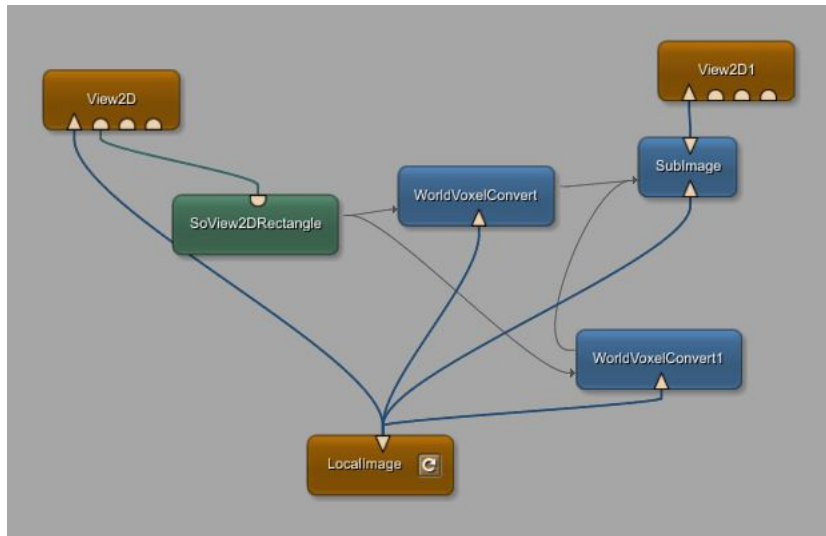 View2D
View2D1
SubImage
WorldVoxelConvert
SoView2DRectangle
WorldVoxelConvert1
LocalImage